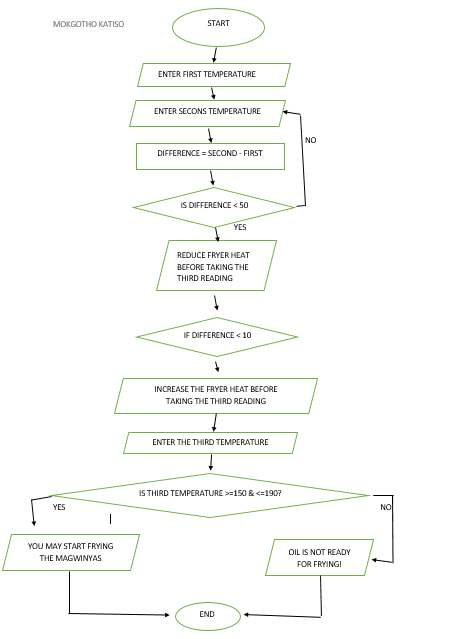 MOKGOTHO KATISO
START
ENTER FIRST TEMPERATURE
ENTER SECONS TEMPERATURE
NO
DIFFERENCE = SECOND - FIRST
IS DIFFERENCE < 50
YES
REDUCE FRYER HEAT
BEFORE TAKING THE
THIRD READING
IF DIFFERENCE < 10
INCREASE THE FRYER HEAT BEFORE
TAKING THE THIRD READING
ENTER THE THIRD TEMPERATURE
IS THIRD TEMPERATURE >=150 & <=190?
YES
NO
YOU MAY START FRYING
THE MAGWINYAS
OIL IS NOT READY
FOR FRYING!
END